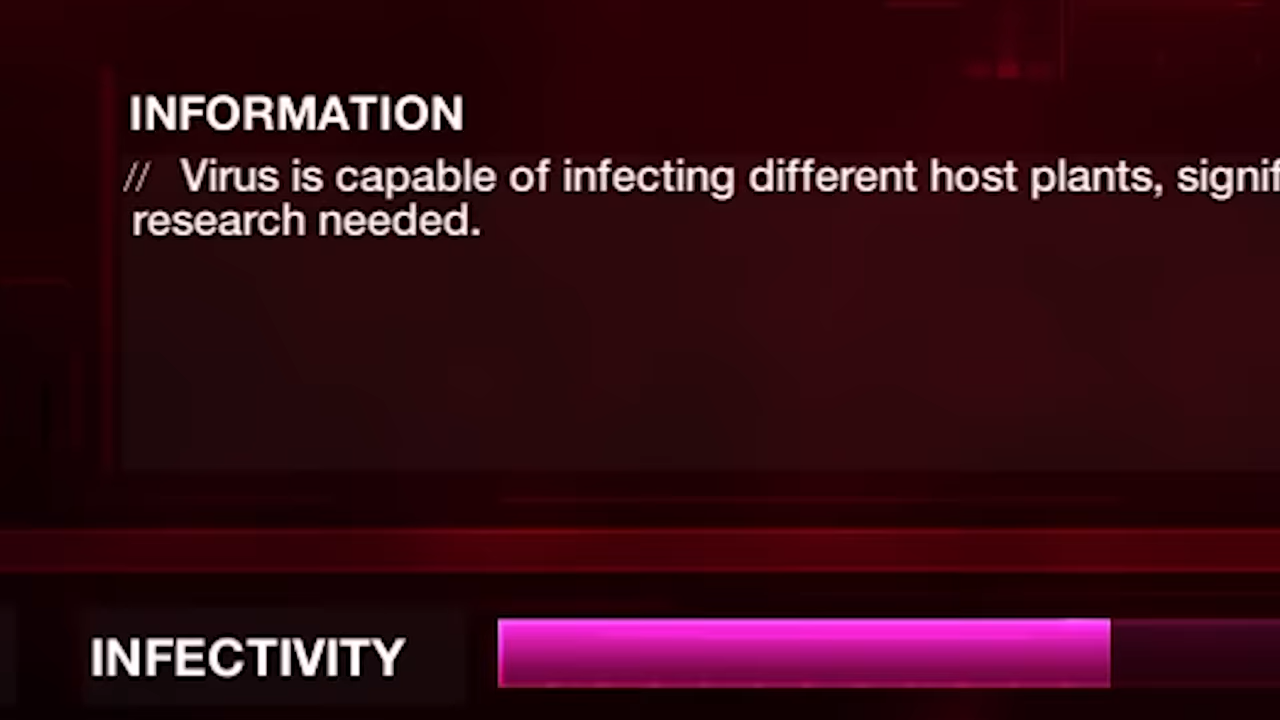 INFORMATION
// Virus is capable of infecting different host plants,
research needed.
INFECTIVITY